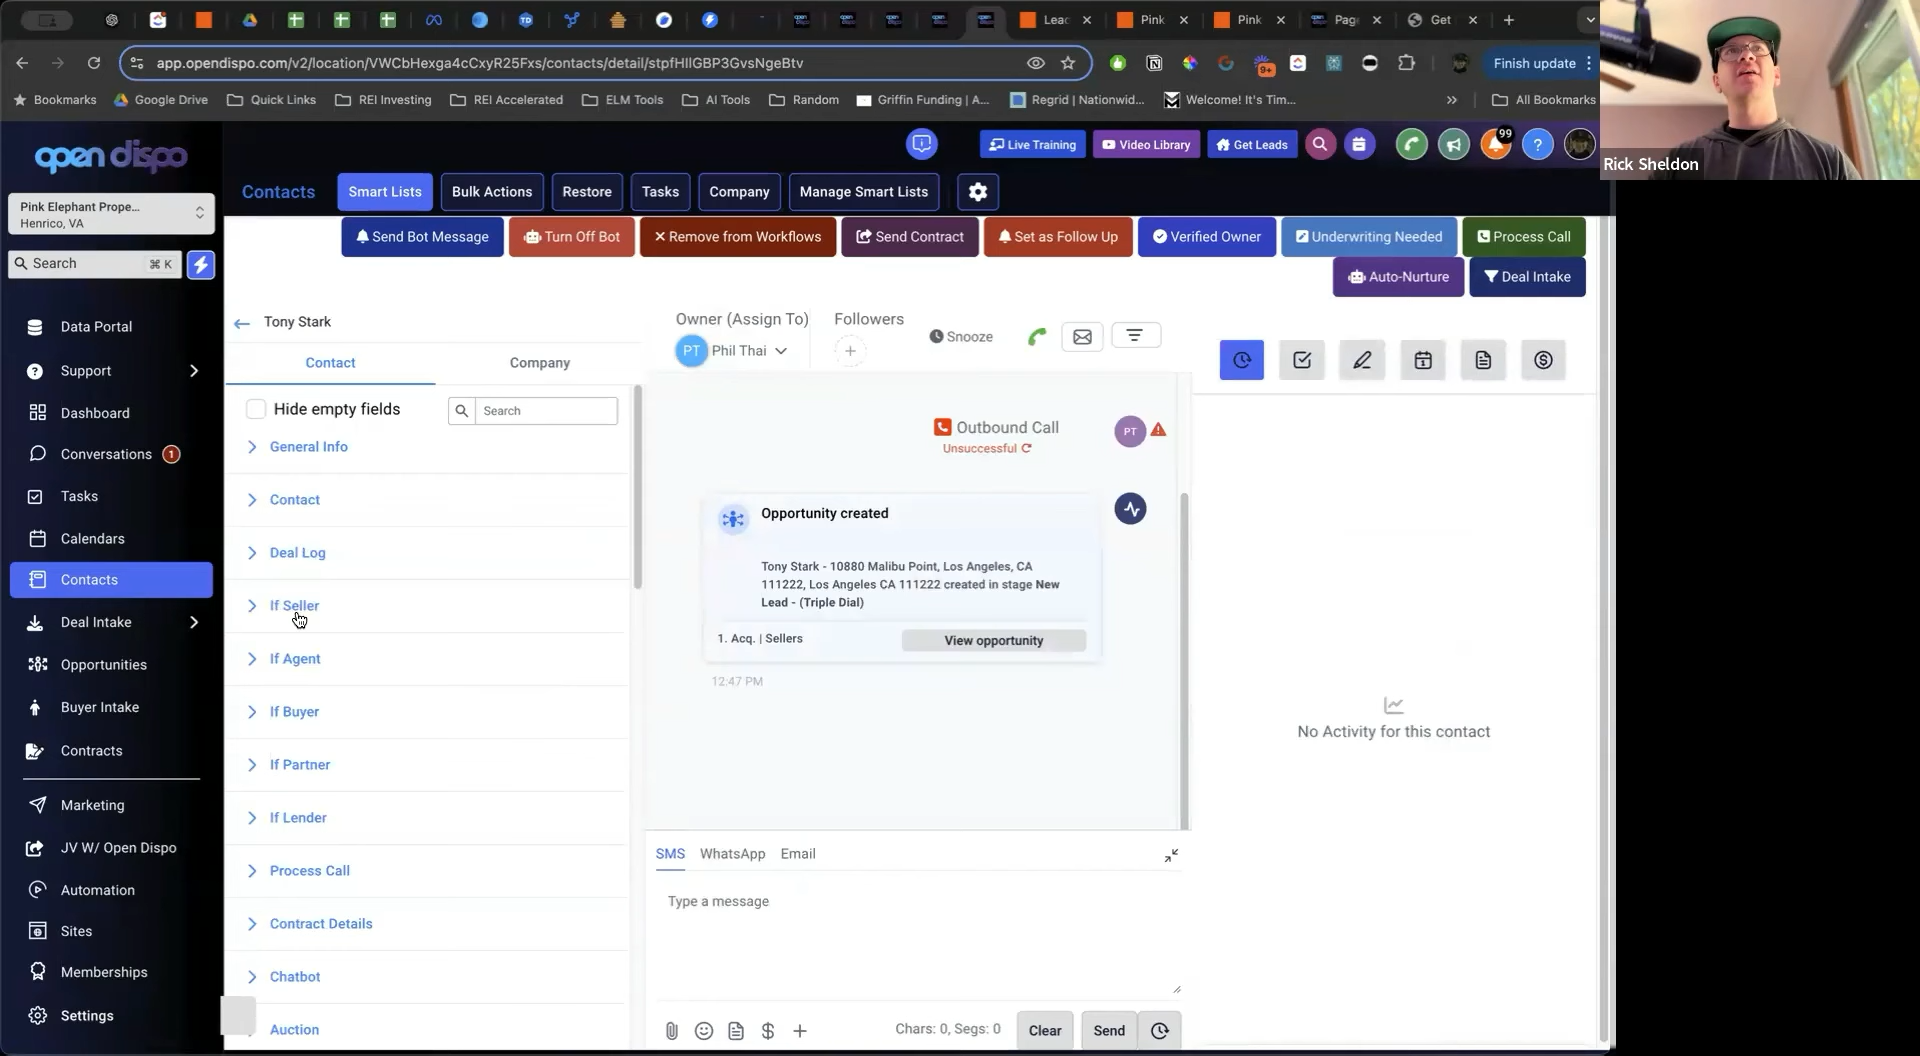 Leac
Pink
Pink
Page
Get
app.opendispo.com/v2/location/VWCbHexga4cCxyR25Fxs/contacts/detail/stpfHIlGBP3GvsNgeBtv
Finish update
Bookmarks
Google Drive
Quick Links
REI Investing
REI Accelerated
ELM Tools
AI Tools
Random
Griffin Funding | A...
Regrid | Nationwid...
Welcome! It's Tim...
All Bookmarks
Rick Sheldon
open dispo
Live Training
Video Library
Get Leads
99
Pink Elephant Prope...
Henrico, VA
Search
⌘ K
Contacts
Smart Lists
Bulk Actions
Restore
Tasks
Company
Manage Smart Lists
Send Bot Message
Turn Off Bot
Remove from Workflows
Send Contract
Set as Follow Up
Verified Owner
Underwriting Needed
Process Call
Auto-Nurture
Deal Intake
Data Portal
Support
Dashboard
Conversations 1
Tasks
Calendars
Contacts
Deal Intake
Opportunities
Buyer Intake
Contracts
Marketing
JV W/ Open Dispo
Automation
Sites
Memberships
Settings
Tony Stark
Contact
Company
Hide empty fields
Search
General Info
Contact
Deal Log
If Seller
If Agent
If Buyer
If Partner
If Lender
Process Call
Contract Details
Chatbot
Auction
Owner (Assign To)
PT Phil Thai
Followers
Snooze
Outbound Call
Unsuccessful
PT
Opportunity created
Tony Stark - 10880 Malibu Point, Los Angeles, CA
111222, Los Angeles CA 111222 created in stage New
Lead - (Triple Dial)
1. Acq. | Sellers
View opportunity
12:47 PM
No Activity for this contact
SMS
WhatsApp
Email
Type a message
Chars: 0, Segs: 0
Clear
Send